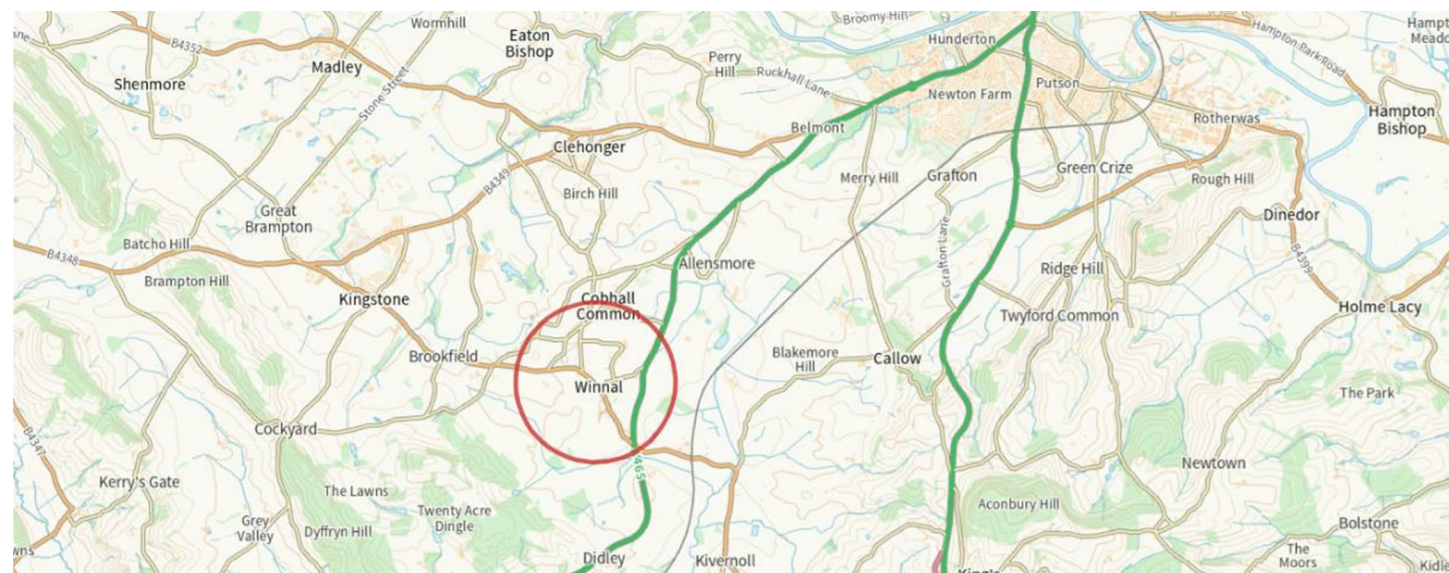 Wormhill
Broomy Hill
Eaton
Bishop
Hunderton
Hampton Park Road
B4352
Madley
Perry
Hill
Ruckhall Lane
Shenmore
Stone Street
Newton Farm
Putson
Hampton
Bishop
Belmont
Rotherwas
Clehonger
B4349
Birch Hill
Merry Hill
Grafton
Green Crize
Rough Hill
Great
Brampton
Dinedor
Batcho Hill
B4348
Brampton Hill
Allensmore
Grafton Lane
Ridge Hill
B4399
Kingstone
Cobhall
Common
Twyford Common
Holme Lacy
Brookfield
Blakemore
Hill
Callow
Winnal
The Park
Cockyard
B4347
Newtown
Kerry's Gate
The Lawns
Twenty Acre
Dingle
Aconbury Hill
Grey
Valley
Dyffryn Hill
Bolstone
Didley
Kivernoll
The
Moors